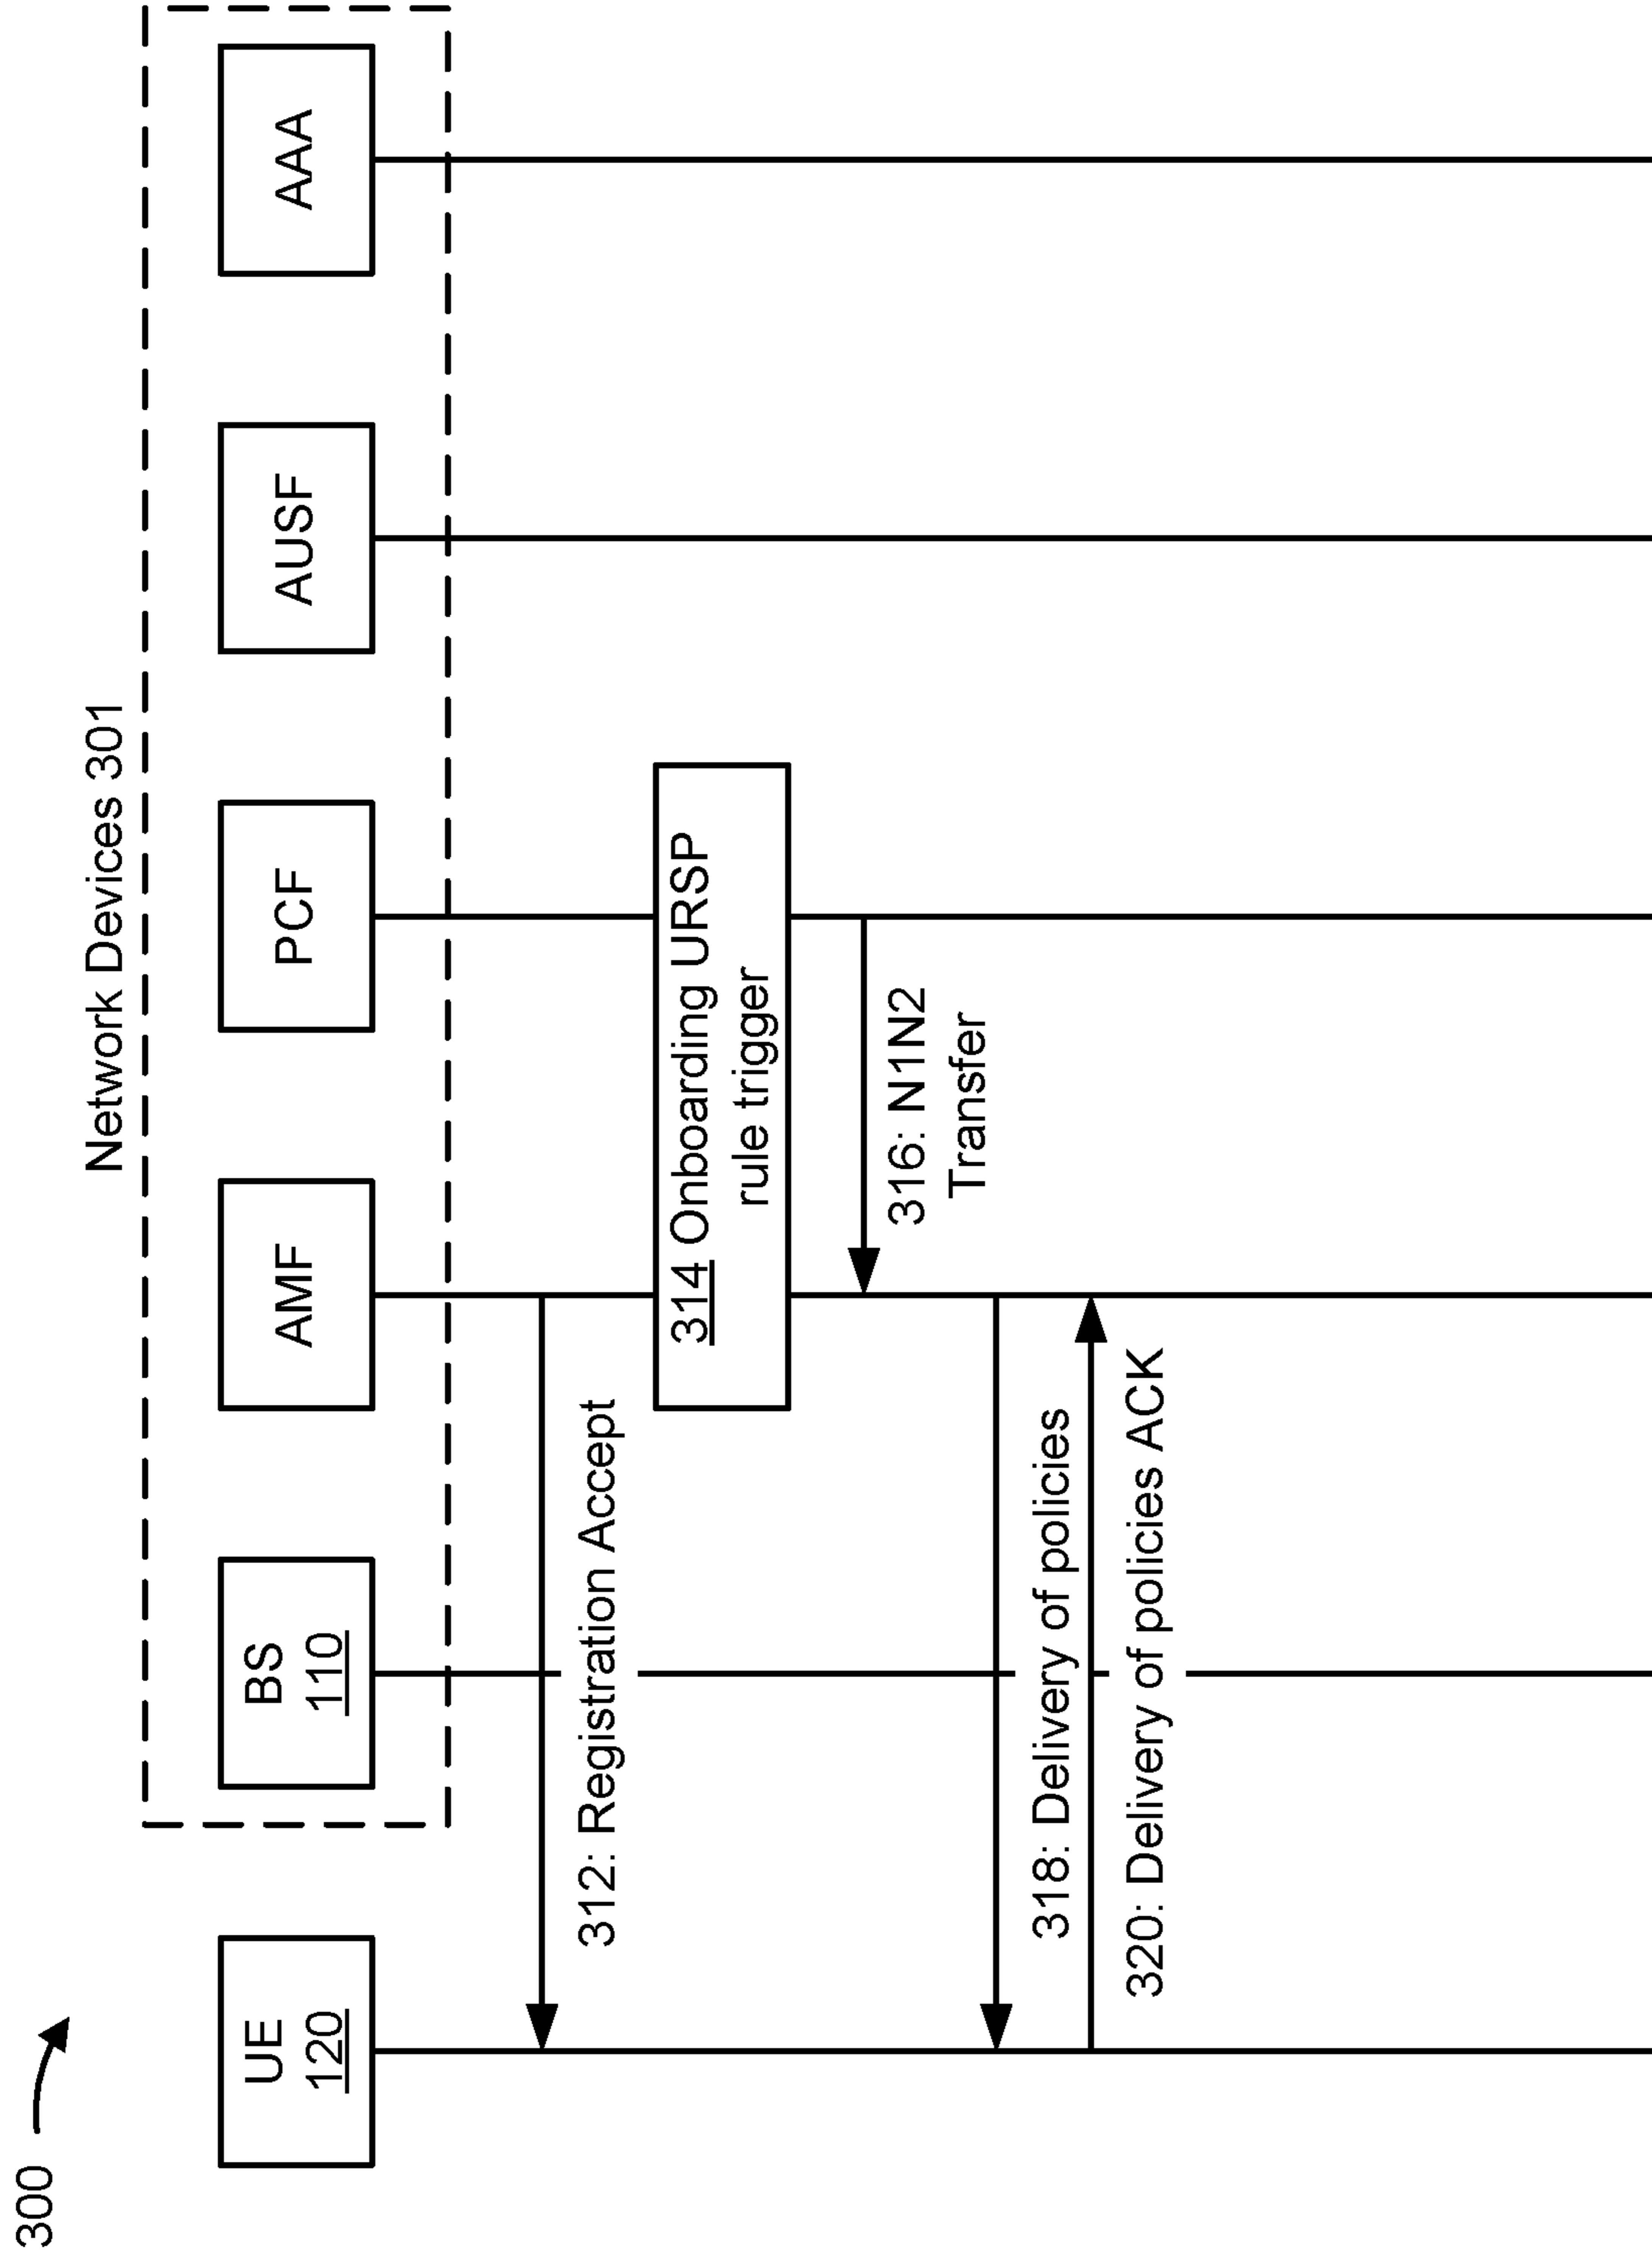 300
Network Devices 301
UE
120
BS
110
AMF
PCF
AUSF
AAA
312: Registration Accept
314 Onboarding URSP
rule trigger
316: N1N2
Transfer
318: Delivery of policies
320: Delivery of policies ACK